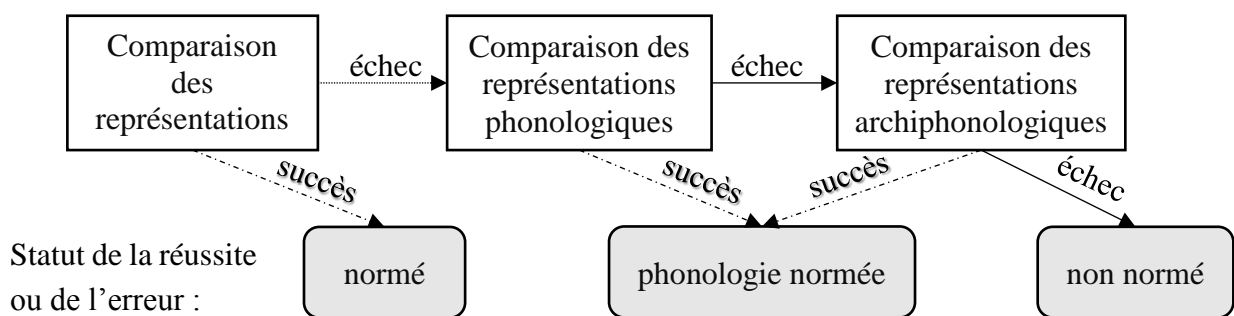 Comparaison
des
représentations
échec
Comparaison des
représentations
phonologiques
échec
Comparaison des
représentations
archiphonologiques
succès
succès
succès
échec
Statut de la réussite
ou de l’erreur :
normé
phonologie normée
non normé